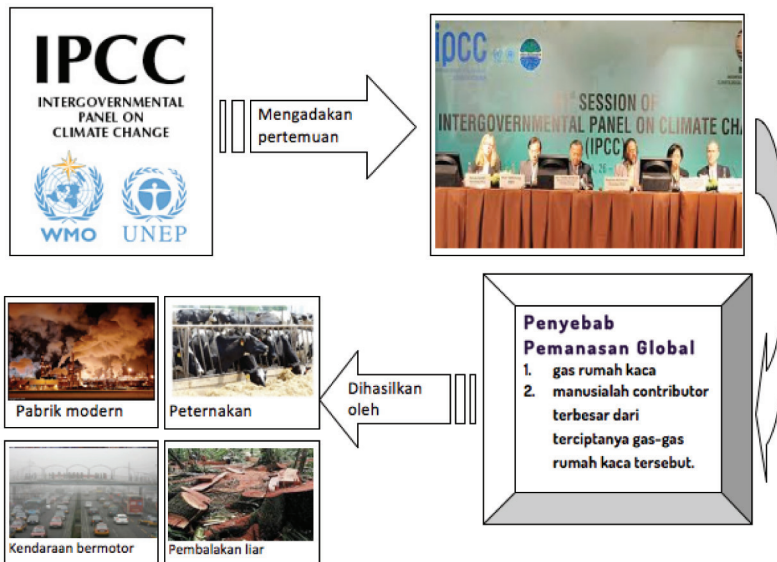 IPCC
INTERGOVERNMENTAL
PANEL ON
CLIMATE CHANGE
WMO
UNEP
Mengadakan
pertemuan
ipcc
SESSION OF
INTERGOVERNMENTAL PANEL ON CLIMATE CHA
(IPCC)
Penyebab
Pemanasan Global
1. gas rumah kaca
2. manusialah contributor
terbesar dari
terciptanya gas-gas
rumah kaca tersebut.
Dihasilkan
oleh
Pabrik modern
Peternakan
Kendaraan bermotor
Pembalakan liar